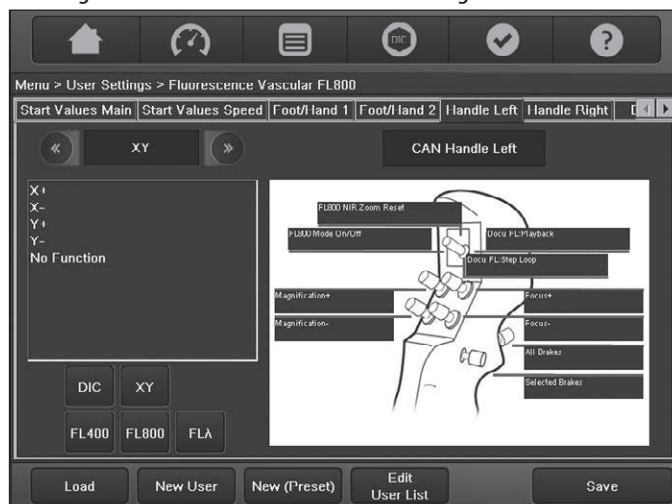 DIC
?
Menu > User Settings > Fluorescence Vascular FL800
Start Values Main
Start Values Speed
Foot/Hand 1
Foot/Hand 2
Handle Left
Handle Right
«
XY
»
CAN Handle Left
X+
X-
Y+
Y-
No Function
FL800 NIR Zoom Reset
FL800 Mode On/Off
Docu FL:Playback
Docu FL:Step Loop
Magnification+
Focus+
Magnification-
Focus-
All Brakes
Selected Brakes
DIC
XY
FL400
FL800
FLλ
Load
New User
New (Preset)
Edit
User List
Save